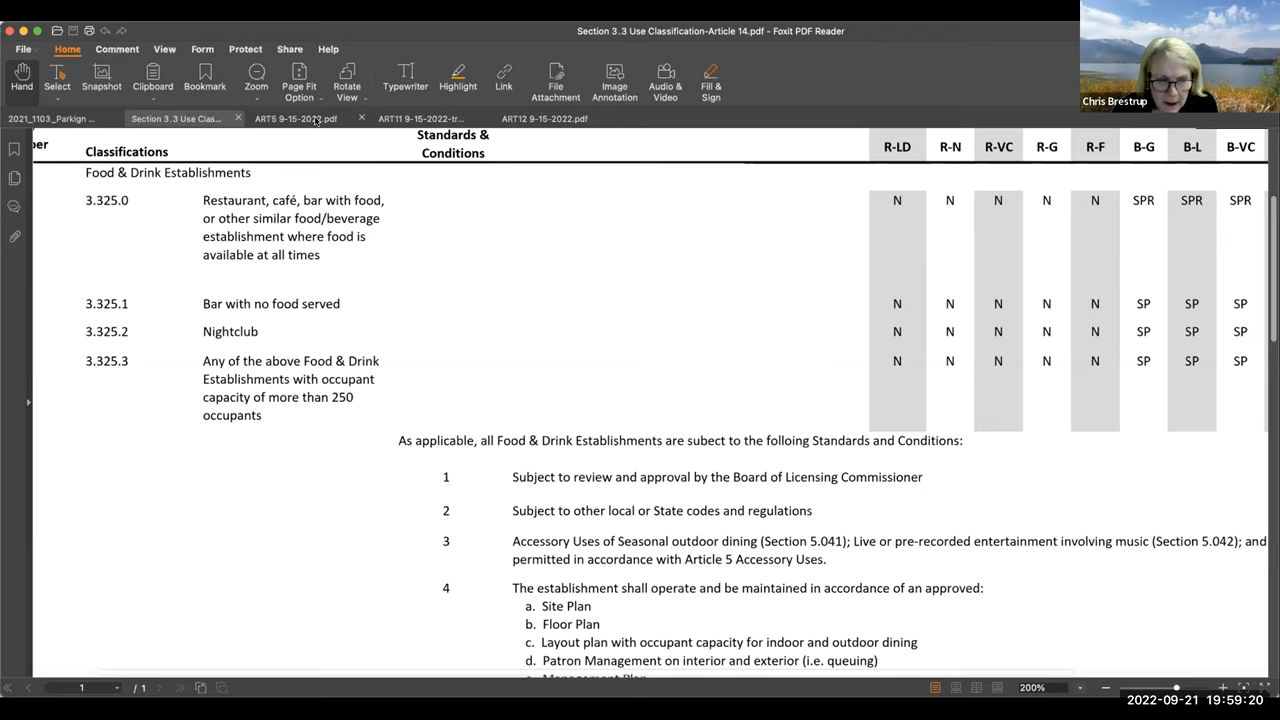 Section 3.3 Use Classification-Article 14.pdf - Foxit PDF Reader
File Home Comment View Form Protect Share Help
Hand Select Snapshot Clipboard Bookmark Zoom Page Fit Option Rotate View Typewriter Highlight Link File Attachment Image Annotation Audio & Video Fill & Sign
Chris Brestrup
2021_1103_Parkign ... Section 3.3 Use Clas... ART5 9-15-2022.pdf ART11 9-15-2022-tr... ART12 9-15-2022.pdf
ber Classifications Standards & Conditions R-LD R-N R-VC R-G R-F B-G B-L B-VC
Food & Drink Establishments
3.325.0 Restaurant, café, bar with food, N N N N N SPR SPR SPR
or other similar food/beverage
establishment where food is
available at all times
3.325.1 Bar with no food served N N N N N SP SP SP
3.325.2 Nightclub N N N N N SP SP SP
3.325.3 Any of the above Food & Drink N N N N N SP SP SP
Establishments with occupant
capacity of more than 250
occupants
As applicable, all Food & Drink Establishments are subect to the folloing Standards and Conditions:
1 Subject to review and approval by the Board of Licensing Commissioner
2 Subject to other local or State codes and regulations
3 Accessory Uses of Seasonal outdoor dining (Section 5.041); Live or pre-recorded entertainment involving music (Section 5.042); and
permitted in accordance with Article 5 Accessory Uses.
4 The establishment shall operate and be maintained in accordance of an approved:
a. Site Plan
b. Floor Plan
c. Layout plan with occupant capacity for indoor and outdoor dining
d. Patron Management on interior and exterior (i.e. queuing)
1 / 1 200%
2022-09-21 19:59:20